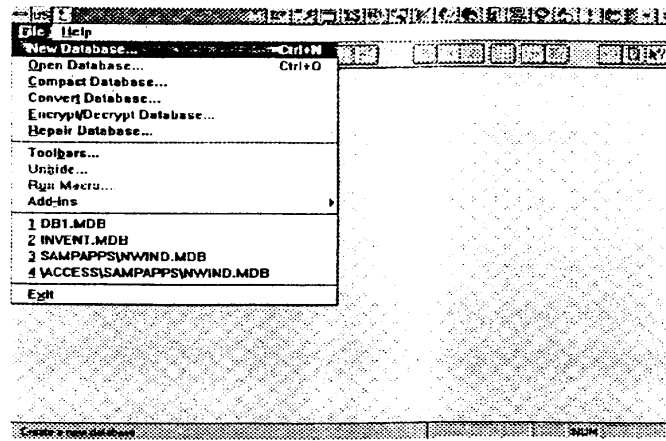 File Help
New Database... Ctrl+N
Open Database... Ctrl+O
Compact Database...
Convert Database...
Encrypt/Decrypt Database...
Repair Database...
Toolbars...
Unhide...
Run Macro...
Add-ins
1 DB1.MDB
2 INVENT.MDB
3 SAMPAPPS\NWIND.MDB
4 \ACCESS\SAMPAPPS\NWIND.MDB
Exit
Create a new database NUM